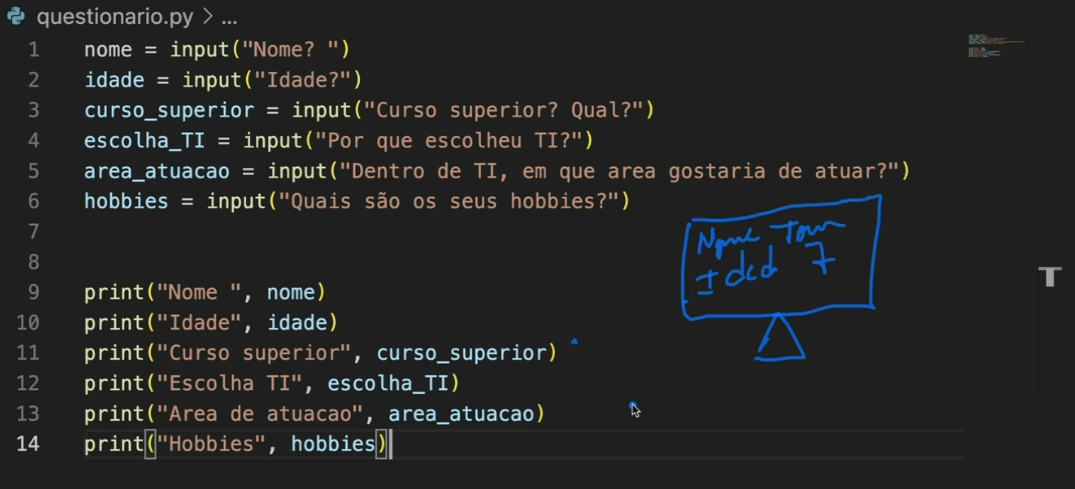 questionario.py > ...
1 nome = input("Nome? ")
2 idade = input("Idade?")
3 curso_superior = input("Curso superior? Qual?")
4 escolha_TI = input("Por que escolheu TI?")
5 area_atuacao = input("Dentro de TI, em que area gostaria de atuar?")
6 hobbies = input("Quais são os seus hobbies?")
7
8
9 print("Nome ", nome)
10 print("Idade", idade)
11 print("Curso superior", curso_superior)
12 print("Escolha TI", escolha_TI)
13 print("Area de atuacao", area_atuacao)
14 print("Hobbies", hobbies)
Nome
7
T